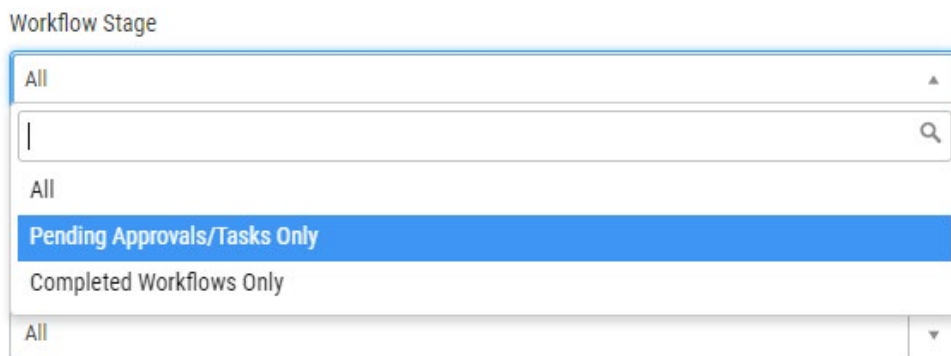 Workflow Stage
All
All
Pending Approvals/Tasks Only
Completed Workflows Only
All